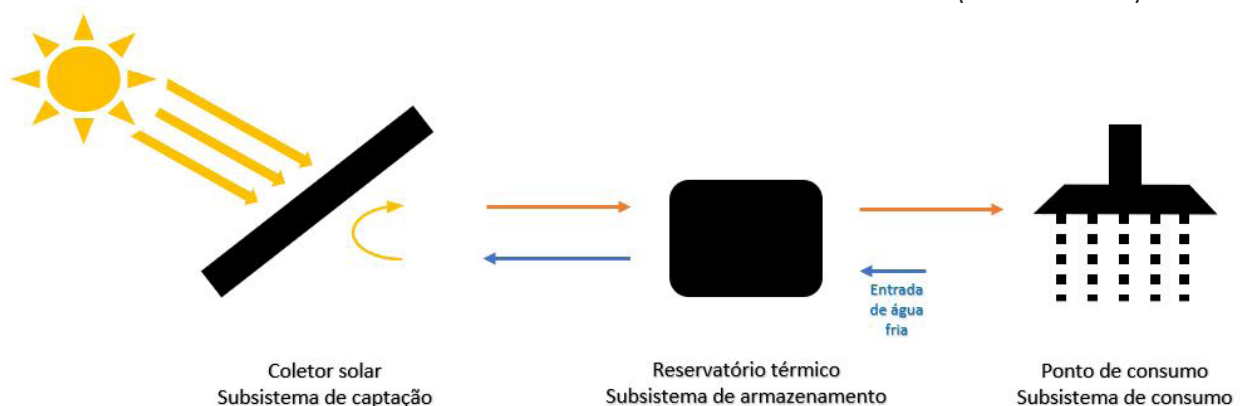 Entrada
de água
fria
Coletor solar
Subsistema de captação
Reservatório térmico
Subsistema de armazenamento
Ponto de consumo
Subsistema de consumo